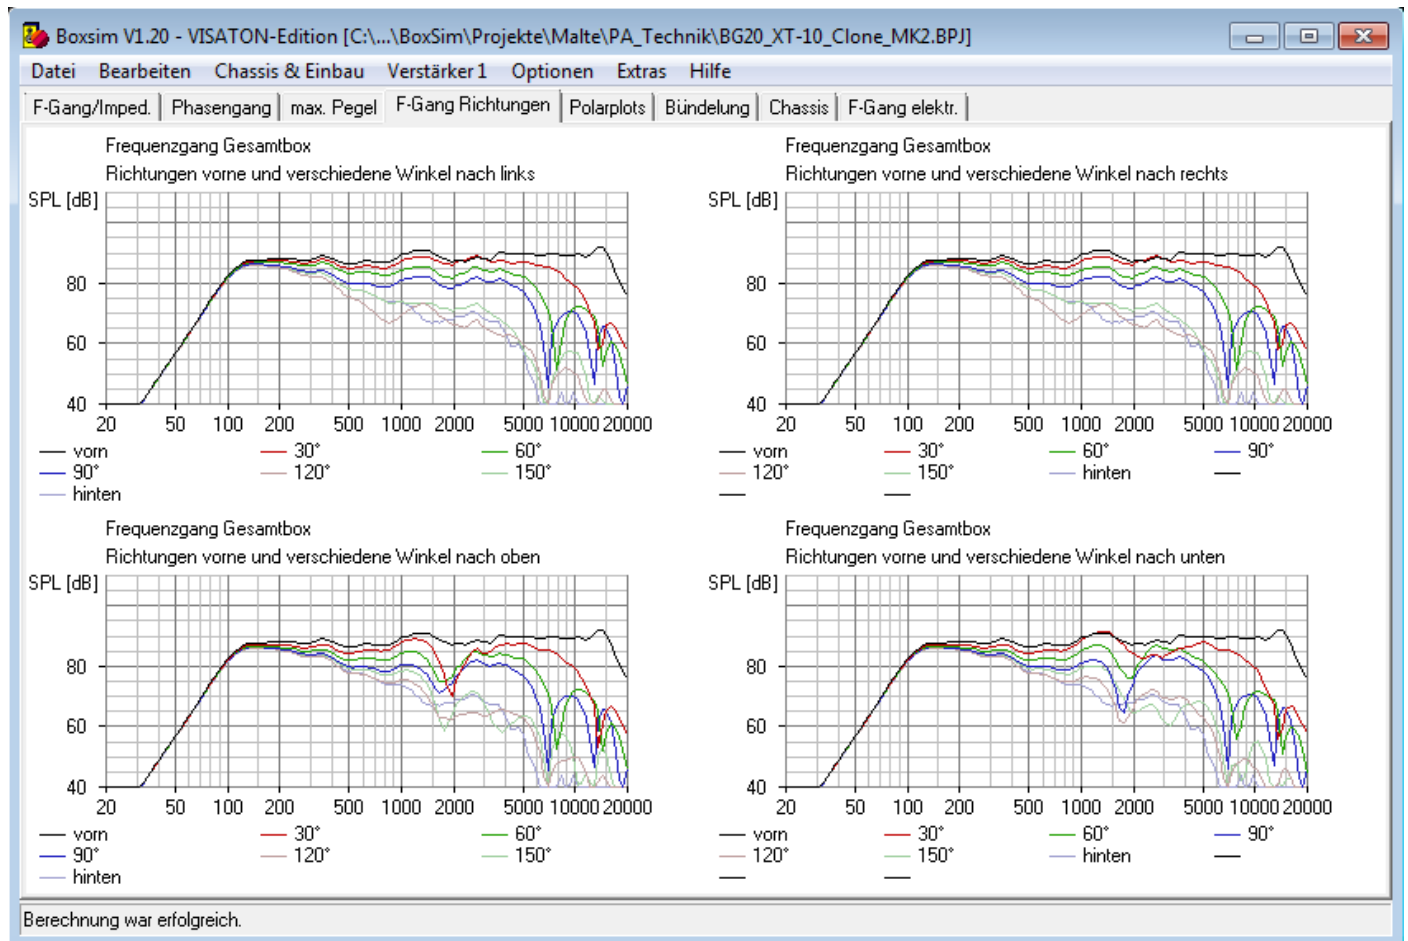 Boxsim V1.20 - VISATON-Edition [C:\...\BoxSim\Projekte\Malte\PA_Technik\BG20_XT-10_Clone_MK2.BPJ]
Datei Bearbeiten Chassis & Einbau Verstärker 1 Optionen Extras Hilfe
F-Gang/Imped. Phasengang max. Pegel F-Gang Richtungen Polarplots Bündelung Chassis F-Gang elektr.
Frequenzgang Gesamtbox
Richtungen vorne und verschiedene Winkel nach links
SPL [dB]
80
60
40
20 50 100 200 500 1000 2000 5000 10000 20000
vorn 30° 60°
90° 120° 150°
hinten
Frequenzgang Gesamtbox
Richtungen vorne und verschiedene Winkel nach rechts
SPL [dB]
80
60
40
20 50 100 200 500 1000 2000 5000 10000 20000
vorn 30° 60° 90°
120° 150° hinten
Frequenzgang Gesamtbox
Richtungen vorne und verschiedene Winkel nach oben
SPL [dB]
80
60
40
20 50 100 200 500 1000 2000 5000 10000 20000
vorn 30° 60°
90° 120° 150°
hinten
Frequenzgang Gesamtbox
Richtungen vorne und verschiedene Winkel nach unten
SPL [dB]
80
60
40
20 50 100 200 500 1000 2000 5000 10000 20000
vorn 30° 60° 90°
120° 150° hinten
Berechnung war erfolgreich.